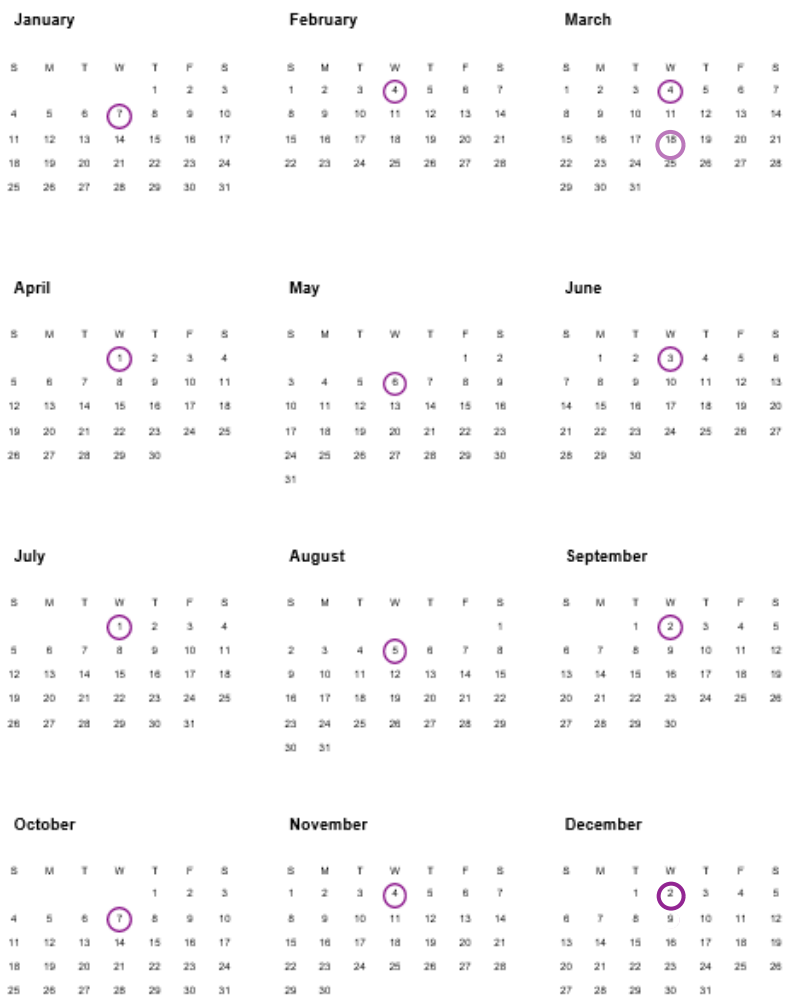 January
S M T W T F S
1 2 3
4 5 6 7 8 9 10
11 12 13 14 15 16 17
18 19 20 21 22 23 24
25 26 27 28 29 30 31
February
S M T W T F S
1 2 3 4 5 6 7
8 9 10 11 12 13 14
15 16 17 18 19 20 21
22 23 24 25 26 27 28
March
S M T W T F S
1 2 3 4 5 6 7
8 9 10 11 12 13 14
15 16 17 18 19 20 21
22 23 24 25 26 27 28
29 30 31
April
S M T W T F S
1 2 3 4
5 6 7 8 9 10 11
12 13 14 15 16 17 18
19 20 21 22 23 24 25
26 27 28 29 30
May
S M T W T F S
1 2
3 4 5 6 7 8 9
10 11 12 13 14 15 16
17 18 19 20 21 22 23
24 25 26 27 28 29 30
31
June
S M T W T F S
1 2 3 4 5 6
7 8 9 10 11 12 13
14 15 16 17 18 19 20
21 22 23 24 25 26 27
28 29 30
July
S M T W T F S
1 2 3 4
5 6 7 8 9 10 11
12 13 14 15 16 17 18
19 20 21 22 23 24 25
26 27 28 29 30 31
August
S M T W T F S
1
2 3 4 5 6 7 8
9 10 11 12 13 14 15
16 17 18 19 20 21 22
23 24 25 26 27 28 29
30 31
September
S M T W T F S
1 2 3 4 5
6 7 8 9 10 11 12
13 14 15 16 17 18 19
20 21 22 23 24 25 26
27 28 29 30
October
S M T W T F S
1 2 3
4 5 6 7 8 9 10
11 12 13 14 15 16 17
18 19 20 21 22 23 24
25 26 27 28 29 30 31
November
S M T W T F S
1 2 3 4 5 6 7
8 9 10 11 12 13 14
15 16 17 18 19 20 21
22 23 24 25 26 27 28
29 30
December
S M T W T F S
1 2 3 4 5
6 7 8 9 10 11 12
13 14 15 16 17 18 19
20 21 22 23 24 25 26
27 28 29 30 31